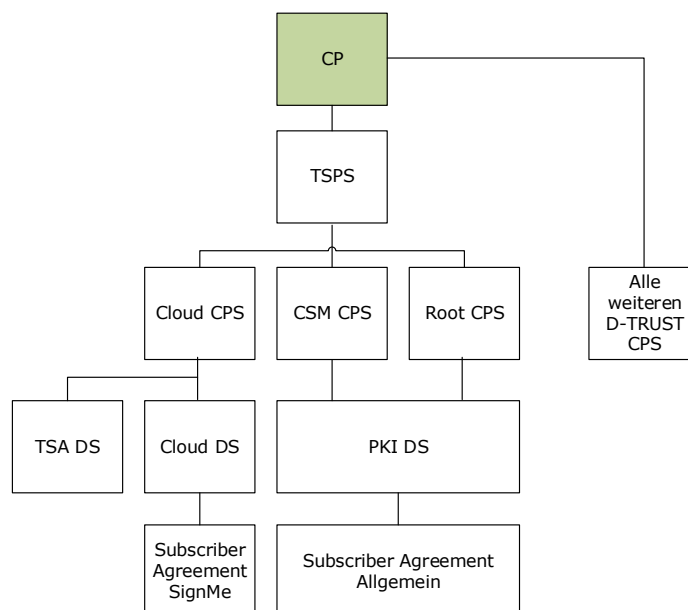 CP
TSPS
Cloud CPS
CSM CPS
Root CPS
Alle
weiteren
D-TRUST
CPS
TSA DS
Cloud DS
PKI DS
Subscriber
Agreement
SignMe
Subscriber Agreement
Allgemein